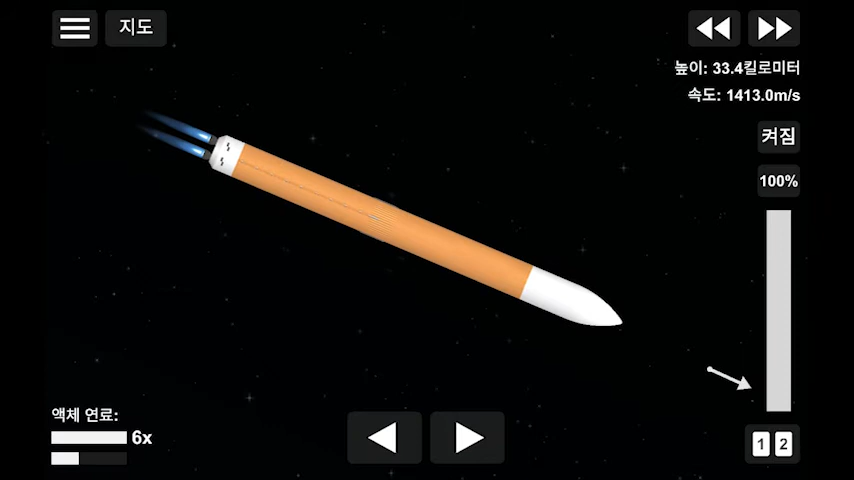 지도
높이: 33.4킬로미터
속도: 1413.0m/s
켜짐
100%
액체 연료:
6x
1 2